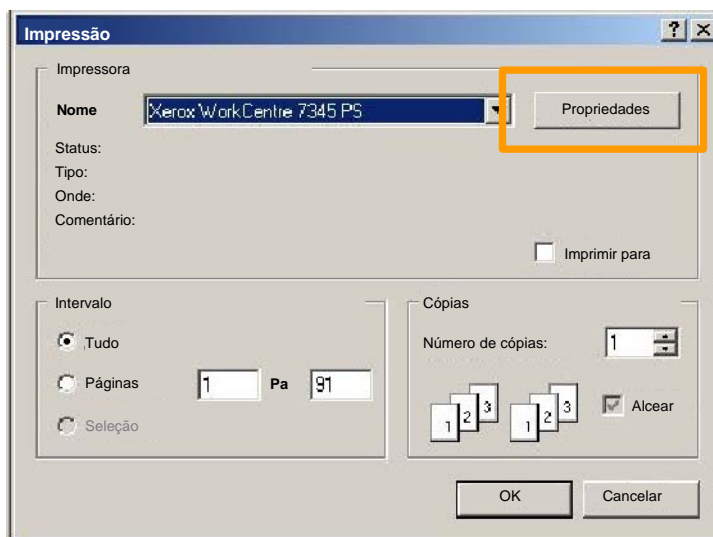 Impressão
Impressora
Nome Xerox WorkCentre 7345 PS Propriedades
Status:
Tipo:
Onde:
Comentário:
Imprimir para
Intervalo
Tudo
Páginas 1 Pa 91
Seleção
Cópias
Número de cópias: 1
1 2 3 1 2 3 Alcear
OK Cancelar